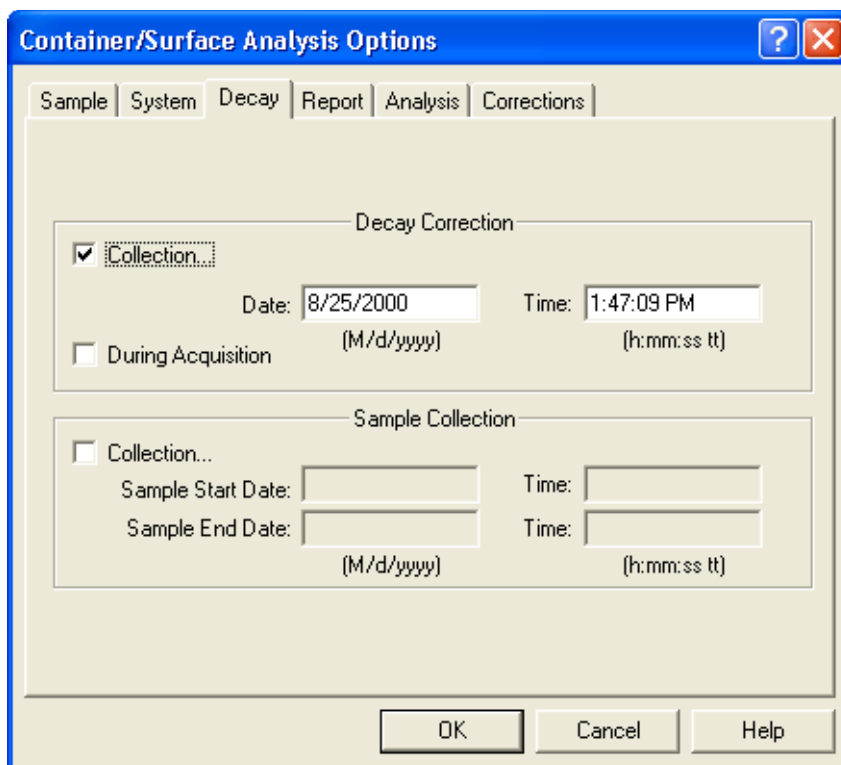 Container/Surface Analysis Options
Sample System Decay Report Analysis Corrections
Decay Correction
Collection...
Date: 8/25/2000 Time: 1:47:09 PM
(M/d/yyyy) (h:mm:ss tt)
During Acquisition
Sample Collection
Collection...
Sample Start Date: Time:
Sample End Date: Time:
(M/d/yyyy) (h:mm:ss tt)
OK Cancel Help